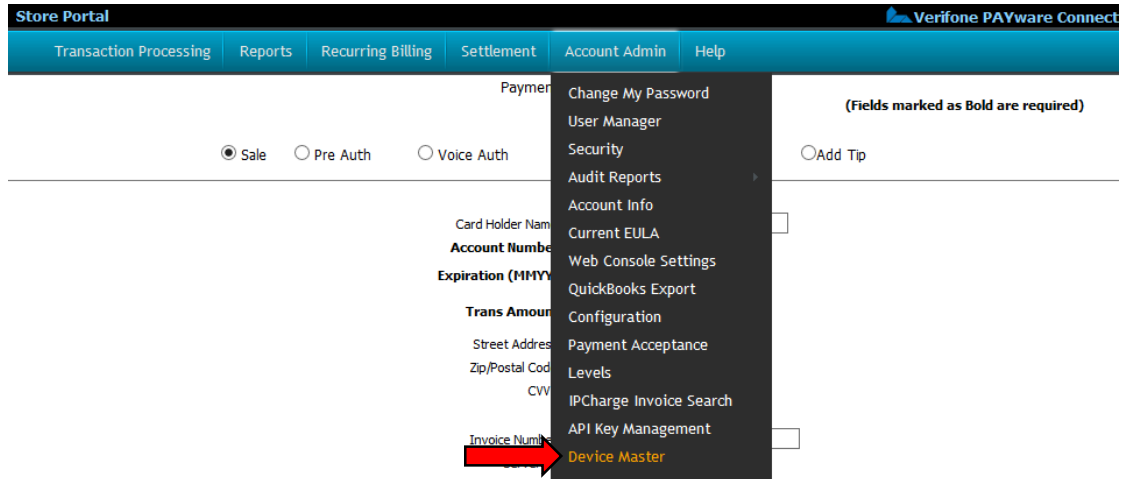 Store Portal
Verifone PAYware Connect
Transaction Processing Reports Recurring Billing Settlement Account Admin Help
(Fields marked as Bold are required)
Sale Pre Auth Voice Auth Add Tip
Card Holder Nam
Account Numbe
Expiration (MMYY
Trans Amoun
Street Addres
Zip/Postal Cod
CVV
Invoice Numbe
Change My Password
User Manager
Security
Audit Reports
Account Info
Current EULA
Web Console Settings
QuickBooks Export
Configuration
Payment Acceptance
Levels
IPCharge Invoice Search
API Key Management
Device Master